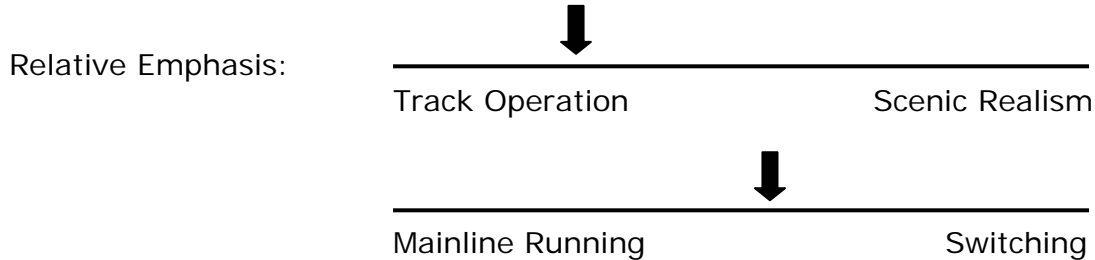 Relative Emphasis:
Track Operation Scenic Realism
Mainline Running Switching